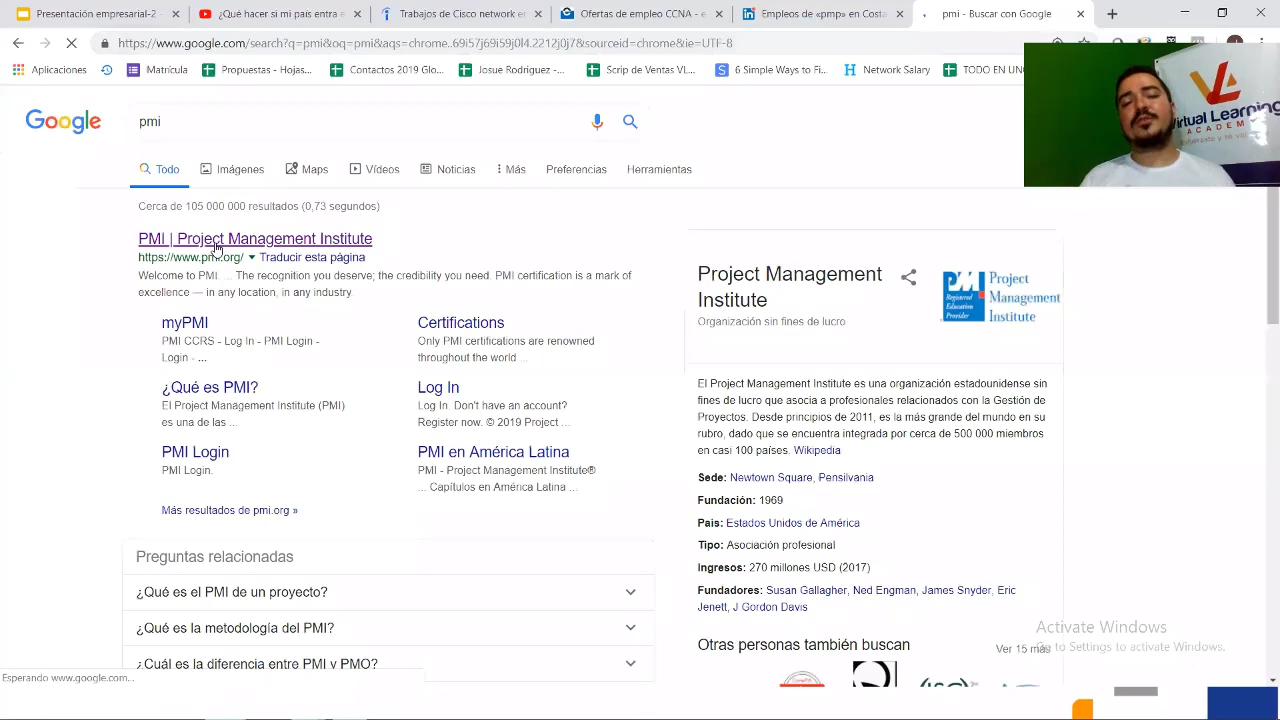 Presentación empresarial-2
¿Qué hacer si mi país entra e
Trabajos de cisco network er
Ofertas de empleo CCNA - e
Empleos de «pmp» en Costa
pmi - Buscar con Google
https://www.google.com/search?q=pmi&oq=pmi&aqs=chrome..69i57j69i59j0l4.2212j0j7&sourceid=chrome&ie=UTF-8
Aplicaciones
Matrícula
Propuestas - Hojas...
Contactos 2019 Glo...
Josue Rodriguez -...
Scrip de Ventas VL...
6 Simple Ways to Fi...
Network Salary
TODO EN UNO
VLA
Virtual Learning
ACADEMY
Google
pmi
Todo
Imágenes
Maps
Vídeos
Noticias
Más
Preferencias
Herramientas
Cerca de 105 000 000 resultados (0,73 segundos)
PMI | Project Management Institute
https://www.pmi.org/ Traducir esta página
Welcome to PMI. ... The recognition you deserve; the credibility you need. PMI certification is a mark of
excellence — in any location, in any industry.
myPMI
PMI CCRS - Log In - PMI Login -
Login - ...
Certifications
Only PMI certifications are renowned
throughout the world ...
¿Qué es PMI?
El Project Management Institute (PMI)
es una de las ...
Log In
Log In. Don't have an account?
Register now. © 2019 Project ...
PMI Login
PMI Login.
PMI en América Latina
PMI - Project Management Institute®
... Capítulos en América Latina ...
Más resultados de pmi.org »
Preguntas relacionadas
¿Qué es el PMI de un proyecto?
¿Qué es la metodología del PMI?
¿Cuál es la diferencia entre PMI y PMO?
Esperando www.google.com...
Project Management
Institute
Organización sin fines de lucro
PMI
Registered
Education
Provider
Project
Management
Institute
El Project Management Institute es una organización estadounidense sin
fines de lucro que asocia a profesionales relacionados con la Gestión de
Proyectos. Desde principios de 2011, es la más grande del mundo en su
rubro, dado que se encuentra integrada por cerca de 500 000 miembros
en casi 100 países. Wikipedia
Sede: Newtown Square, Pensilvania
Fundación: 1969
País: Estados Unidos de América
Tipo: Asociación profesional
Ingresos: 270 millones USD (2017)
Fundadores: Susan Gallagher, Ned Engman, James Snyder, Eric
Jenett, J Gordon Davis
Otras personas también buscan
Ver 15 más
Activate Windows
Go to Settings to activate Windows.